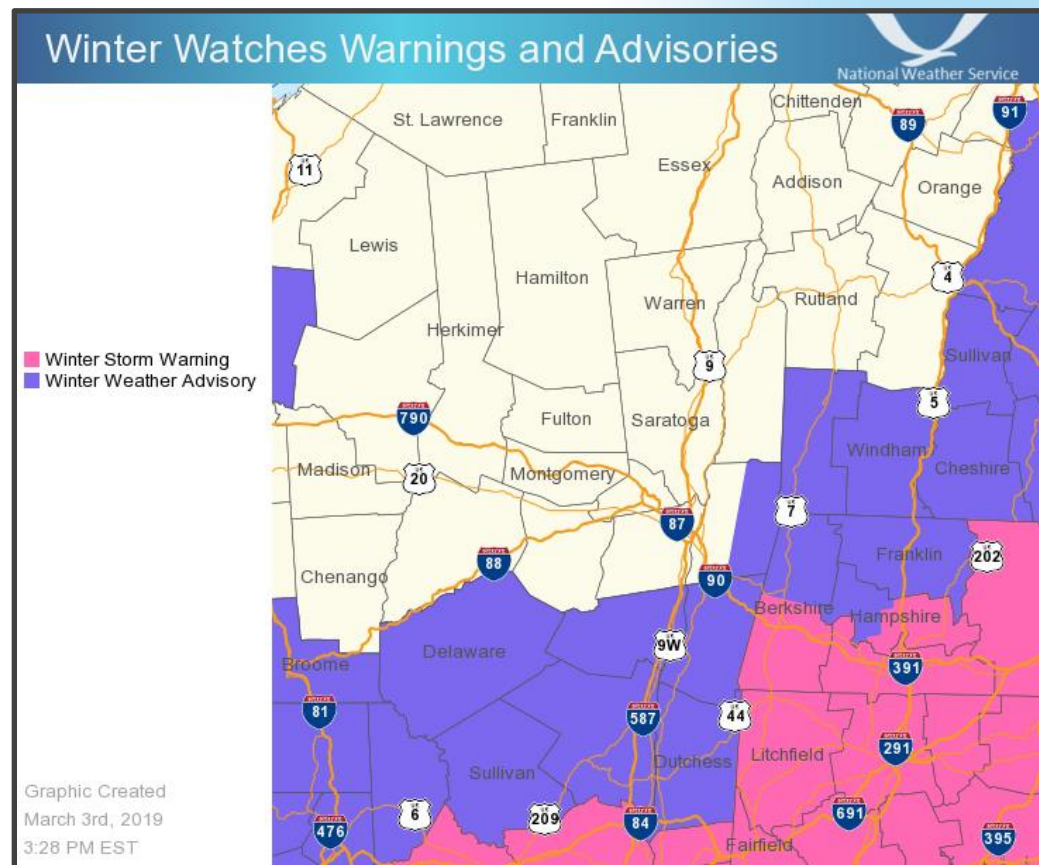 Winter Watches Warnings and Advisories
National Weather Service
Chittenden
St. Lawrence
Franklin
89
91
11
Essex
Addison
Orange
Lewis
Hamilton
4
Warren
Rutland
Herkimer
Winter Storm Warning
Winter Weather Advisory
9
Sullivan
5
790
Fulton
Saratoga
Windham
Cheshire
Madison
20
Montgomery
7
87
Franklin
202
88
Chenango
90
Berkshire
Hampshire
Broome
Delaware
9W
391
81
587
44
Litchfield
291
Sullivan
Dutchess
Graphic Created
March 3rd, 2019
3:28 PM EST
6
209
84
691
476
Fairfield
395